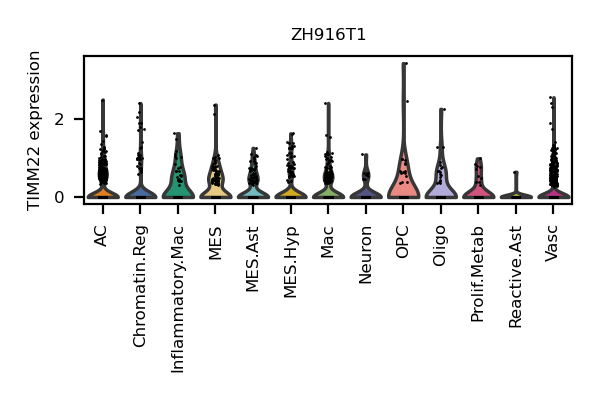 ZH916T1
TIMM22 expression
2
0
AC
Chromatin.Reg
Inflammatory.Mac
MES
MES.Ast
MES.Hyp
Mac
Neuron
OPC
Oligo
Prolif.Metab
Reactive.Ast
Vasc